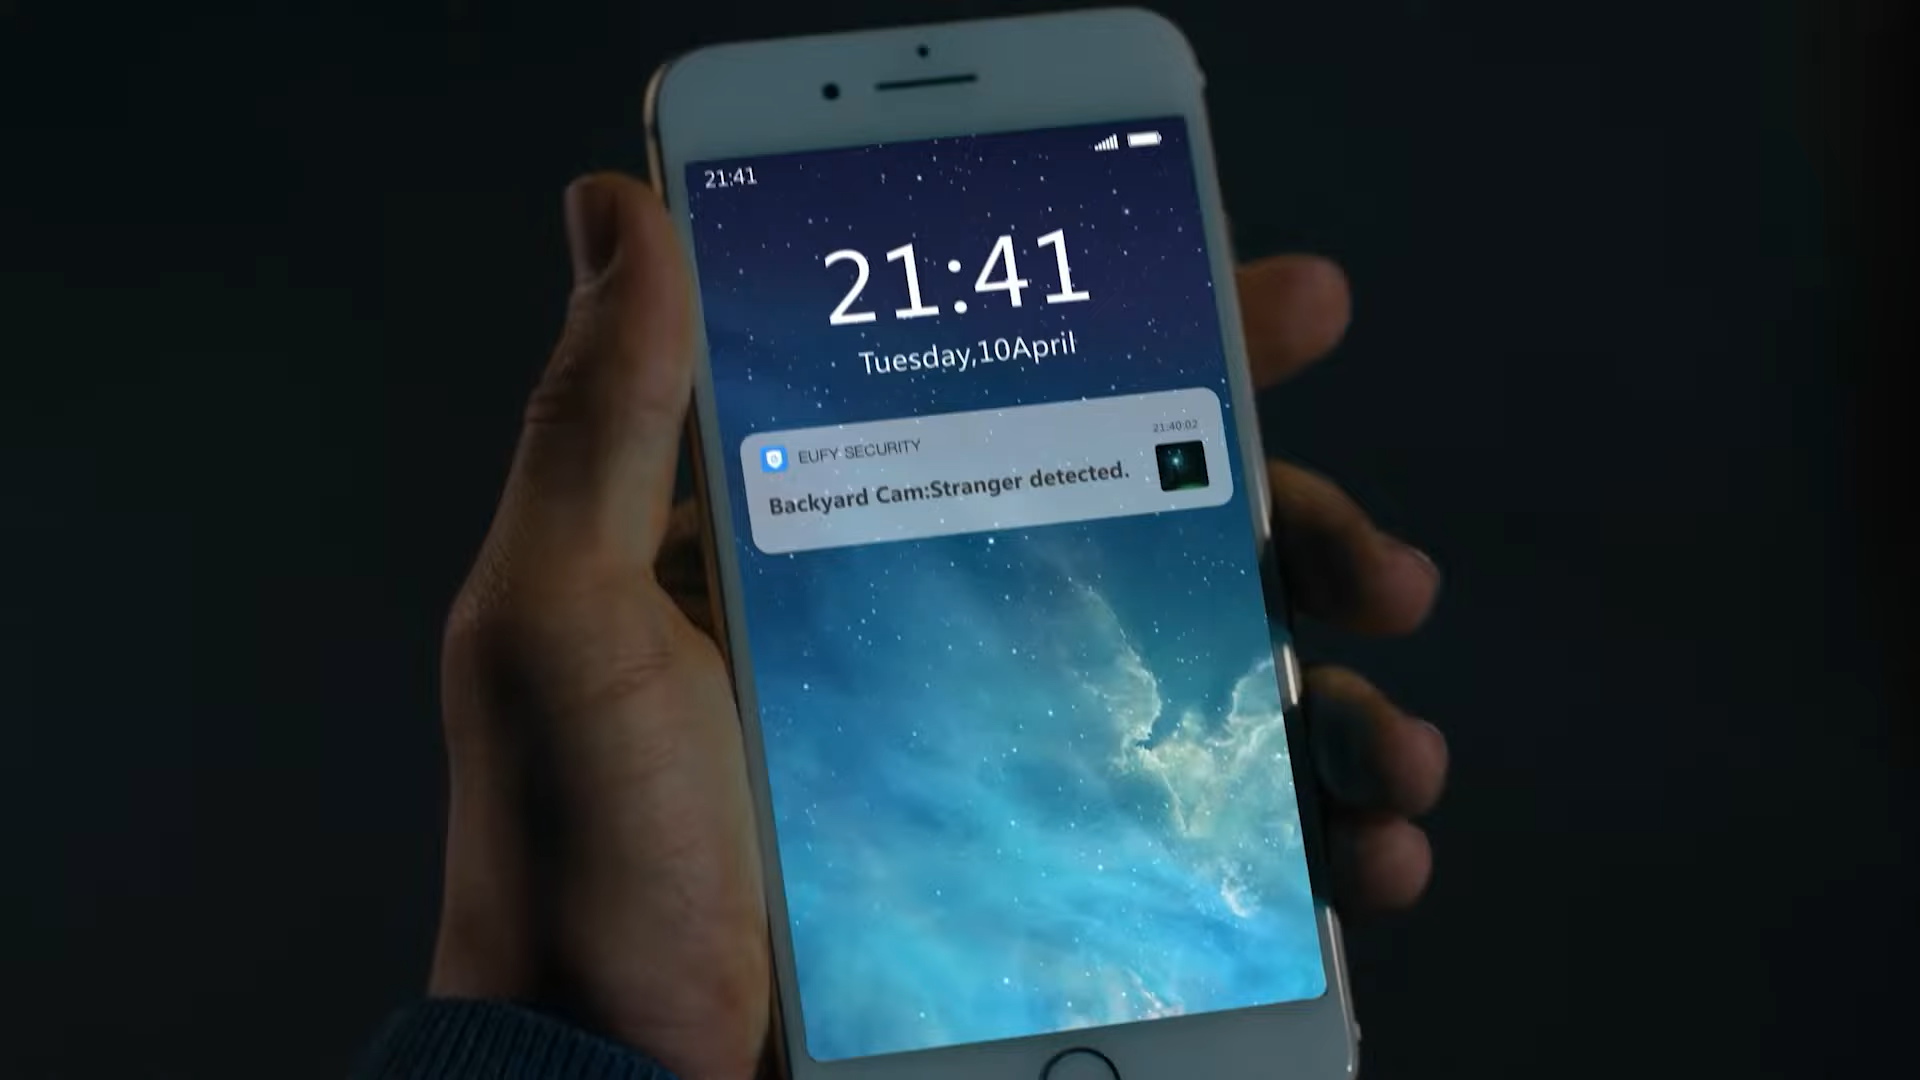 21:41
21:41
Tuesday,10April
EUFY SECURITY
21:40:02
Backyard Cam:Stranger detected.